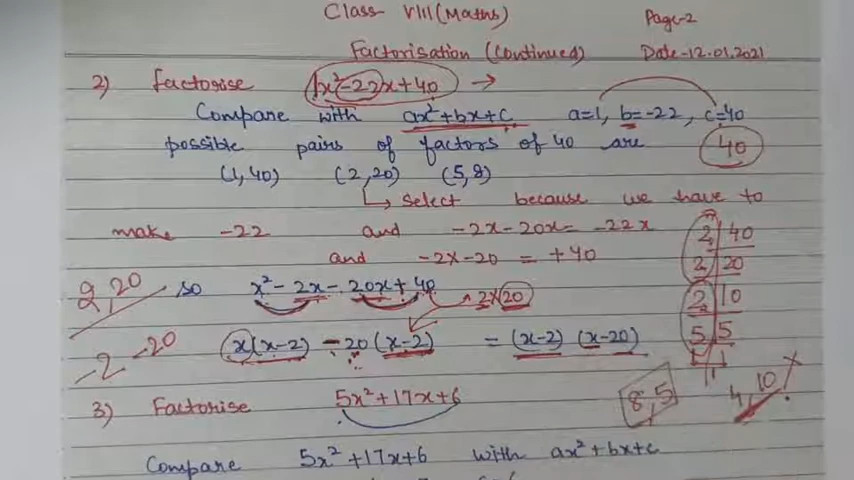 Class- VIII (Maths) Page-2
Factorisation (Continued) Date-12.01.2021
2) factorise 1x²-22x+40 →
Compare with ax²+bx+c a=1, b=-22, c=40
possible pairs of factors of 40 are 40
(1,40) (2,20) (5,8)
↳ Select because we have to
make -22 and -2x-20x= -22x 2 | 40
and -2x-20 = +40 2 | 20
2,20 so x²-2x-20x+40 2x20 2 | 10
-2 -20 x(x-2) -20(x-2) = (x-2) (x-20) 5 | 5
1
3) Factorise 5x²+17x+6 8,5 4,10 x
Compare 5x²+17x+6 with ax²+bx+c